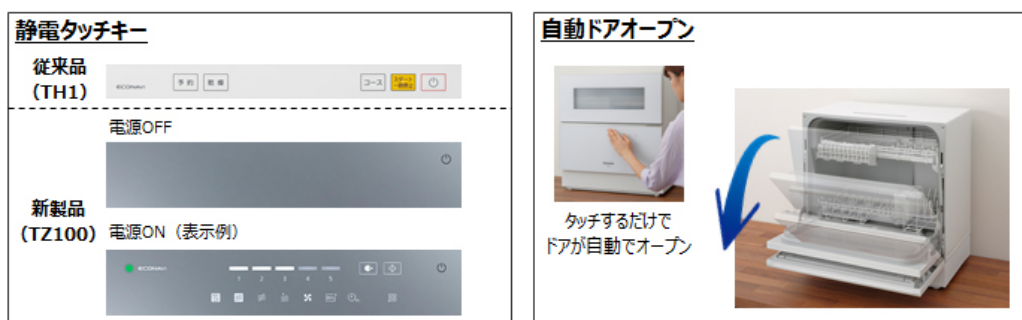 静電タッチキー
従来品
（TH1）
ECONAVI
予約
乾燥
コース
スタート
一時停止
電源OFF
新製品
（TZ100）
電源ON（表示例）
ECONAVI
1 2 3 4 5
自動ドアオープン
タッチするだけで
ドアが自動でオープン